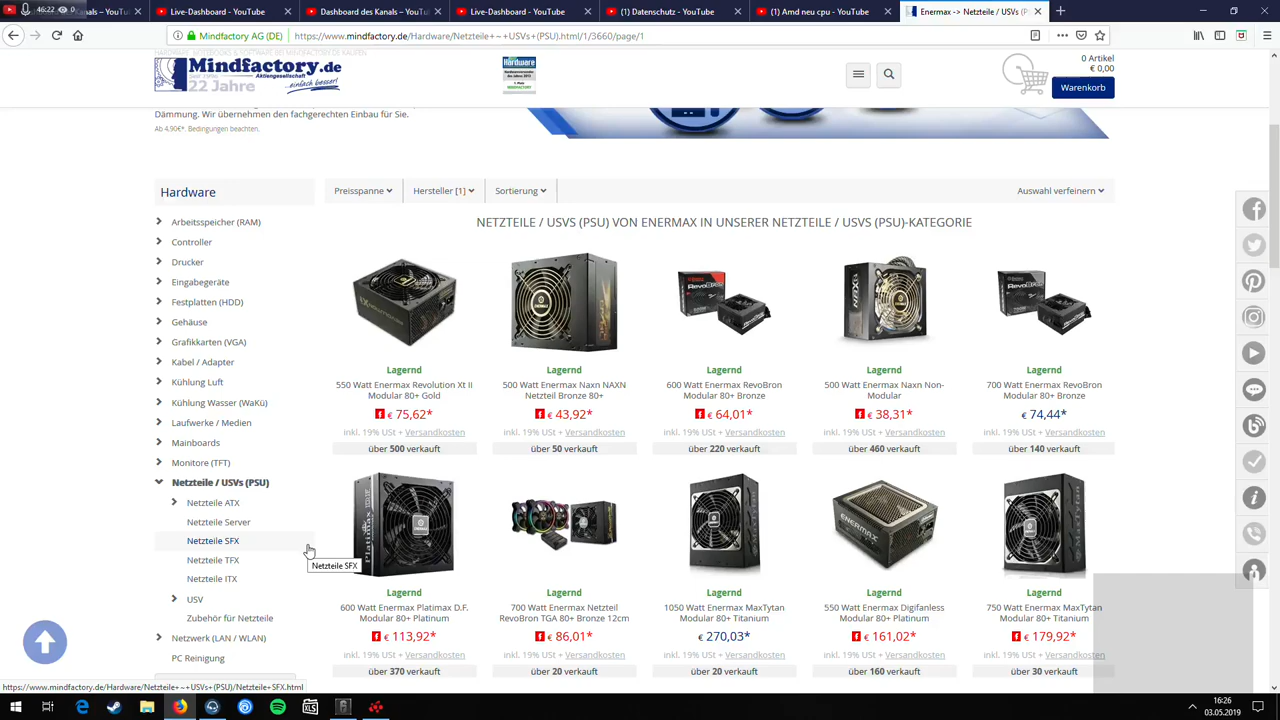 46:22
(1) (1
Live-Dashboard - YouTube
Dashboard des Kanals – YouTube
Live-Dashboard - YouTube
(1) Datenschutz - YouTube
(1) Amd neu cpu - YouTube
Enermax -> Netzteile / USVs (P
Mindfactory AG (DE)
https://www.mindfactory.de/Hardware/Netzteile+~+USVs+(PSU).html/1/3660/page/1
Mindfactory.de
Aktiengesellschaft
22 Jahre
...einfach besser!
Hardware
0 Artikel
€ 0,00
Warenkorb
Dämmung. Wir übernehmen den fachgerechten Einbau für Sie.
Ab 4,90€*. Bedingungen beachten.
Hardware
Preisspanne
Hersteller [1]
Sortierung
Auswahl verfeinern
NETZTEILE / USVS (PSU) VON ENERMAX IN UNSERER NETZTEILE / USVS (PSU)-KATEGORIE
Arbeitsspeicher (RAM)
Controller
Drucker
Eingabegeräte
Festplatten (HDD)
Gehäuse
Grafikkarten (VGA)
Kabel / Adapter
Kühlung Luft
Kühlung Wasser (WaKü)
Laufwerke / Medien
Mainboards
Monitore (TFT)
Netzteile / USVs (PSU)
Netzteile ATX
Netzteile Server
Netzteile SFX
Netzteile TFX
Netzteile ITX
USV
Zubehör für Netzteile
Netzwerk (LAN / WLAN)
PC Reinigung
Netzteile SFX
Lagernd
550 Watt Enermax Revolution Xt II
Modular 80+ Gold
€ 75,62*
inkl. 19% USt + Versandkosten
über 500 verkauft
Lagernd
500 Watt Enermax Naxn NAXN
Netzteil Bronze 80+
€ 43,92*
inkl. 19% USt + Versandkosten
über 50 verkauft
Lagernd
600 Watt Enermax RevoBron
Modular 80+ Bronze
€ 64,01*
inkl. 19% USt + Versandkosten
über 220 verkauft
Lagernd
500 Watt Enermax Naxn Non-
Modular
€ 38,31*
inkl. 19% USt + Versandkosten
über 460 verkauft
Lagernd
700 Watt Enermax RevoBron
Modular 80+ Bronze
€ 74,44*
inkl. 19% USt + Versandkosten
über 140 verkauft
Lagernd
600 Watt Enermax Platimax D.F.
Modular 80+ Platinum
€ 113,92*
inkl. 19% USt + Versandkosten
über 370 verkauft
Lagernd
700 Watt Enermax Netzteil
RevoBron TGA 80+ Bronze 12cm
€ 86,01*
inkl. 19% USt + Versandkosten
über 20 verkauft
Lagernd
1050 Watt Enermax MaxTytan
Modular 80+ Titanium
€ 270,03*
inkl. 19% USt + Versandkosten
über 20 verkauft
Lagernd
550 Watt Enermax Digifanless
Modular 80+ Platinum
€ 161,02*
inkl. 19% USt + Versandkosten
über 160 verkauft
Lagernd
750 Watt Enermax MaxTytan
Modular 80+ Titanium
€ 179,92*
inkl. 19% USt + Versandkosten
über 30 verkauft
https://www.mindfactory.de/Hardware/Netzteile+~+USVs+(PSU)/Netzteile+SFX.html
16:26
03.05.2019